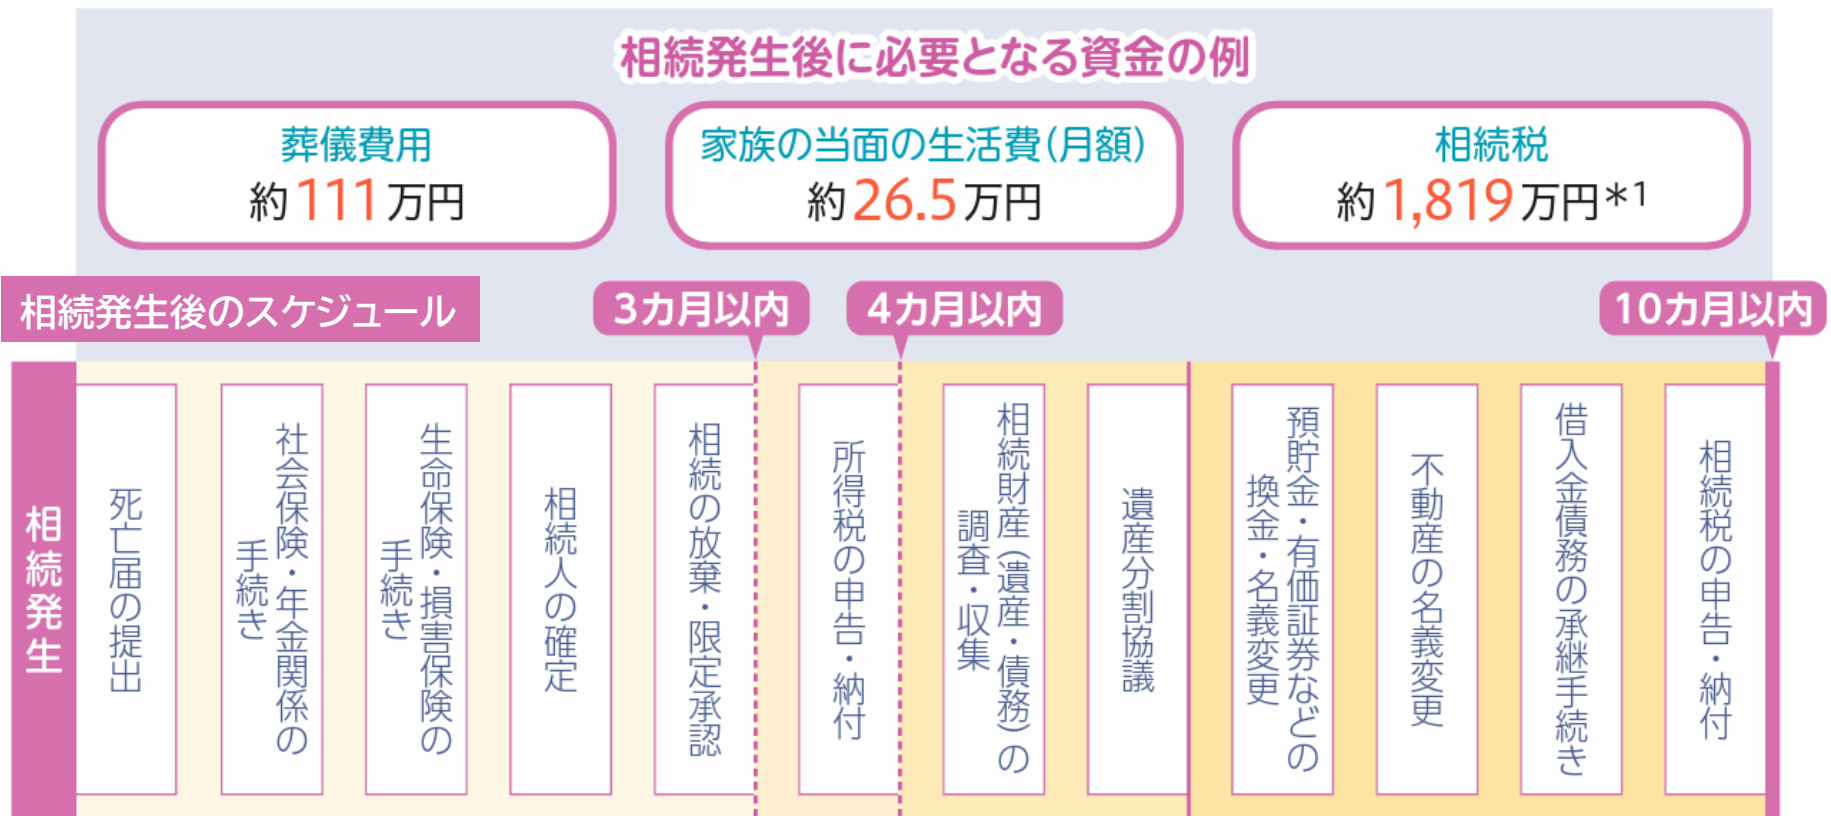 相続発生後に必要となる資金の例
葬儀費用
約111万円
家族の当面の生活費(月額)
約26.5万円
相続税
約1,819万円*1
相続発生後のスケジュール
3カ月以内
4カ月以内
10カ月以内
相続発生
死亡届の提出
社会保険・年金関係の
手続き
生命保険・損害保険の
手続き
相続人の確定
相続の放棄・限定承認
所得税の申告・納付
相続財産(遺産・債務)の
調査・収集
遺産分割協議
預貯金・有価証券などの
換金・名義変更
不動産の名義変更
借入金債務の承継手続き
相続税の申告・納付